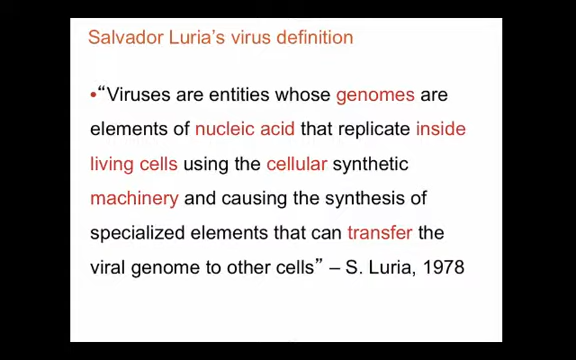 Salvador Luria’s virus definition
•“Viruses are entities whose genomes are
elements of nucleic acid that replicate inside
living cells using the cellular synthetic
machinery and causing the synthesis of
specialized elements that can transfer the
viral genome to other cells” – S. Luria, 1978